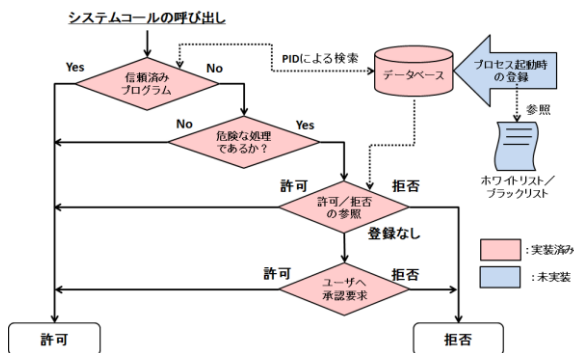 システムコールの呼び出し
Yes
信頼済み
プログラム
No
PIDによる検索
データベース
プロセス起動時
の登録
参照
ホワイトリスト／
ブラックリスト
No
危険な処理
であるか？
Yes
許可
許可／拒否
の参照
拒否
登録なし
許可
ユーザへ
承認要求
拒否
：実装済み
：未実装
許可
拒否